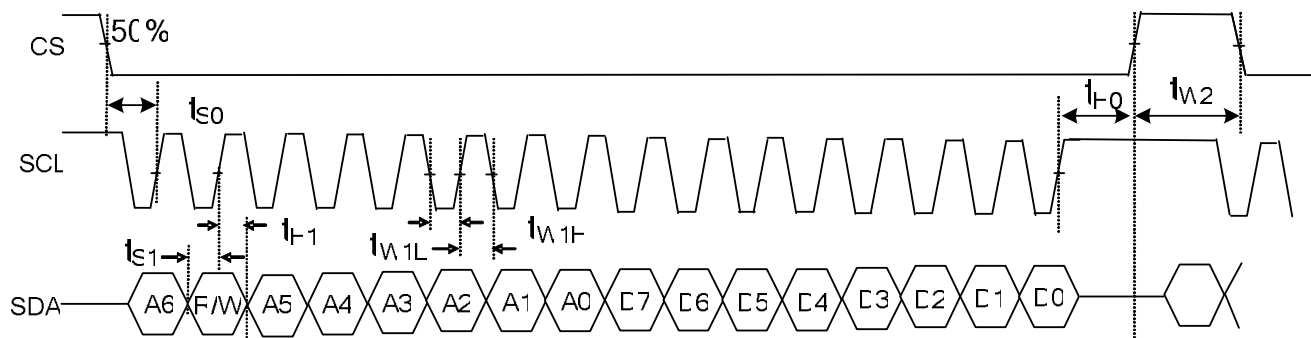 CS 50%
tS0 tH0 tW2
SCL
tS1 tH1 tW1L tW1H
SDA A6 R/W A5 A4 A3 A2 A1 A0 D7 D6 D5 D4 D3 D2 D1 D0